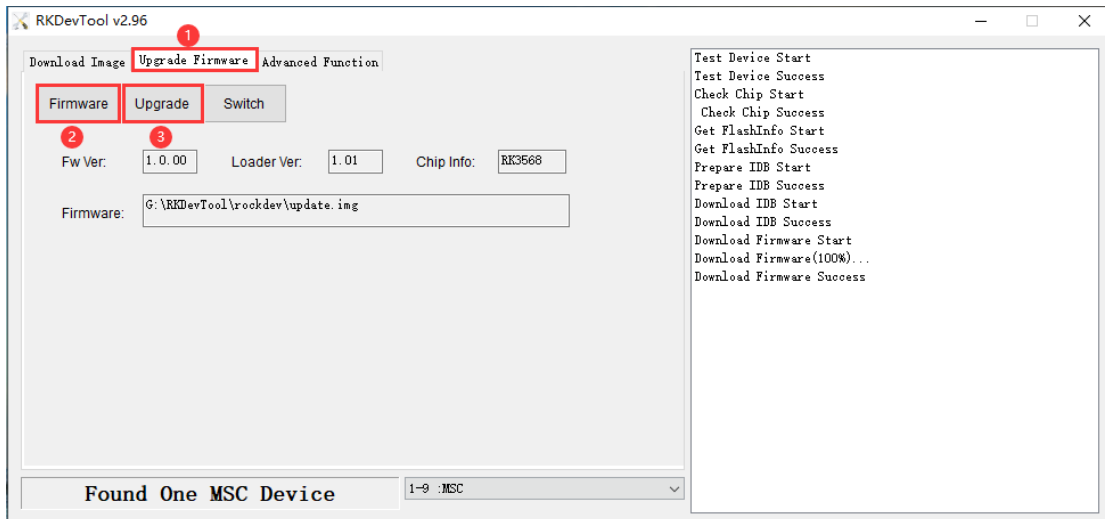 RKDevTool v2.96
1
Download Image Upgrade Firmware Advanced Function
Firmware Upgrade Switch
2 3
Fw Ver: 1.0.00 Loader Ver: 1.01 Chip Info: RK3568
Firmware: G:\RKDevTool\rockdev\update.img
Found One MSC Device 1-9 :MSC
Test Device Start
Test Device Success
Check Chip Start
Check Chip Success
Get FlashInfo Start
Get FlashInfo Success
Prepare IDB Start
Prepare IDB Success
Download IDB Start
Download IDB Success
Download Firmware Start
Download Firmware(100%)...
Download Firmware Success